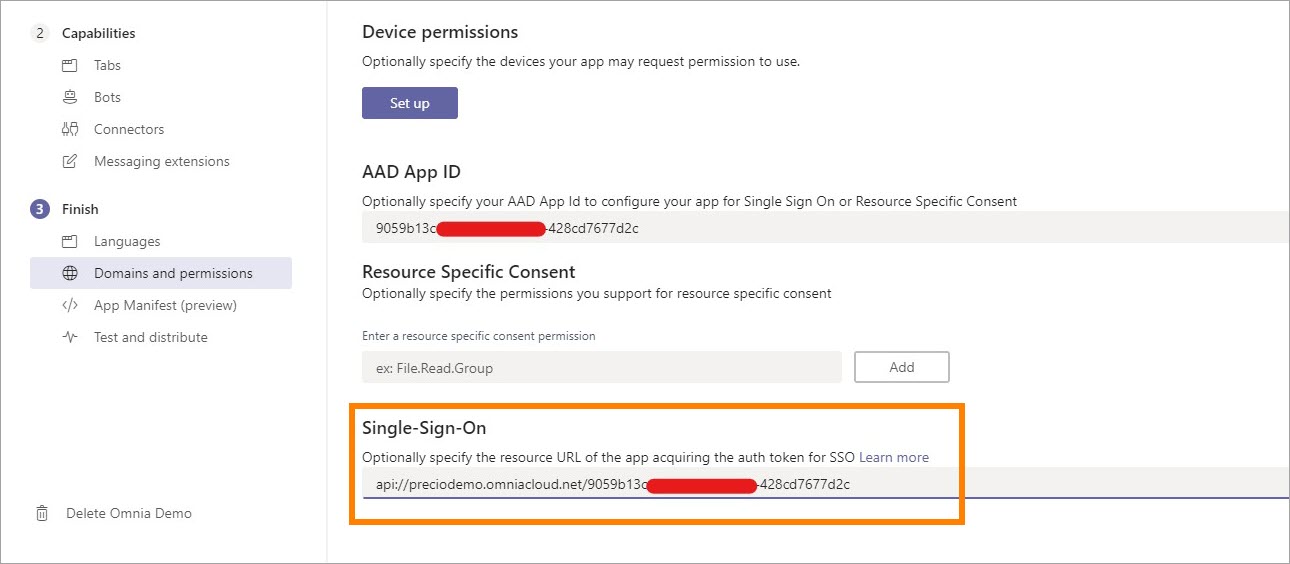 2 Capabilities
Tabs
Bots
Connectors
Messaging extensions
3 Finish
Languages
Domains and permissions
App Manifest (preview)
Test and distribute
Delete Omnia Demo
Device permissions
Optionally specify the devices your app may request permission to use.
Set up
AAD App ID
Optionally specify your AAD App Id to configure your app for Single Sign On or Resource Specific Consent
9059b13c -428cd7677d2c
Resource Specific Consent
Optionally specify the permissions you support for resource specific consent
Enter a resource specific consent permission
ex: File.Read.Group Add
Single-Sign-On
Optionally specify the resource URL of the app acquiring the auth token for SSO Learn more
api://preciodemo.omniacloud.net/9059b13c -428cd7677d2c